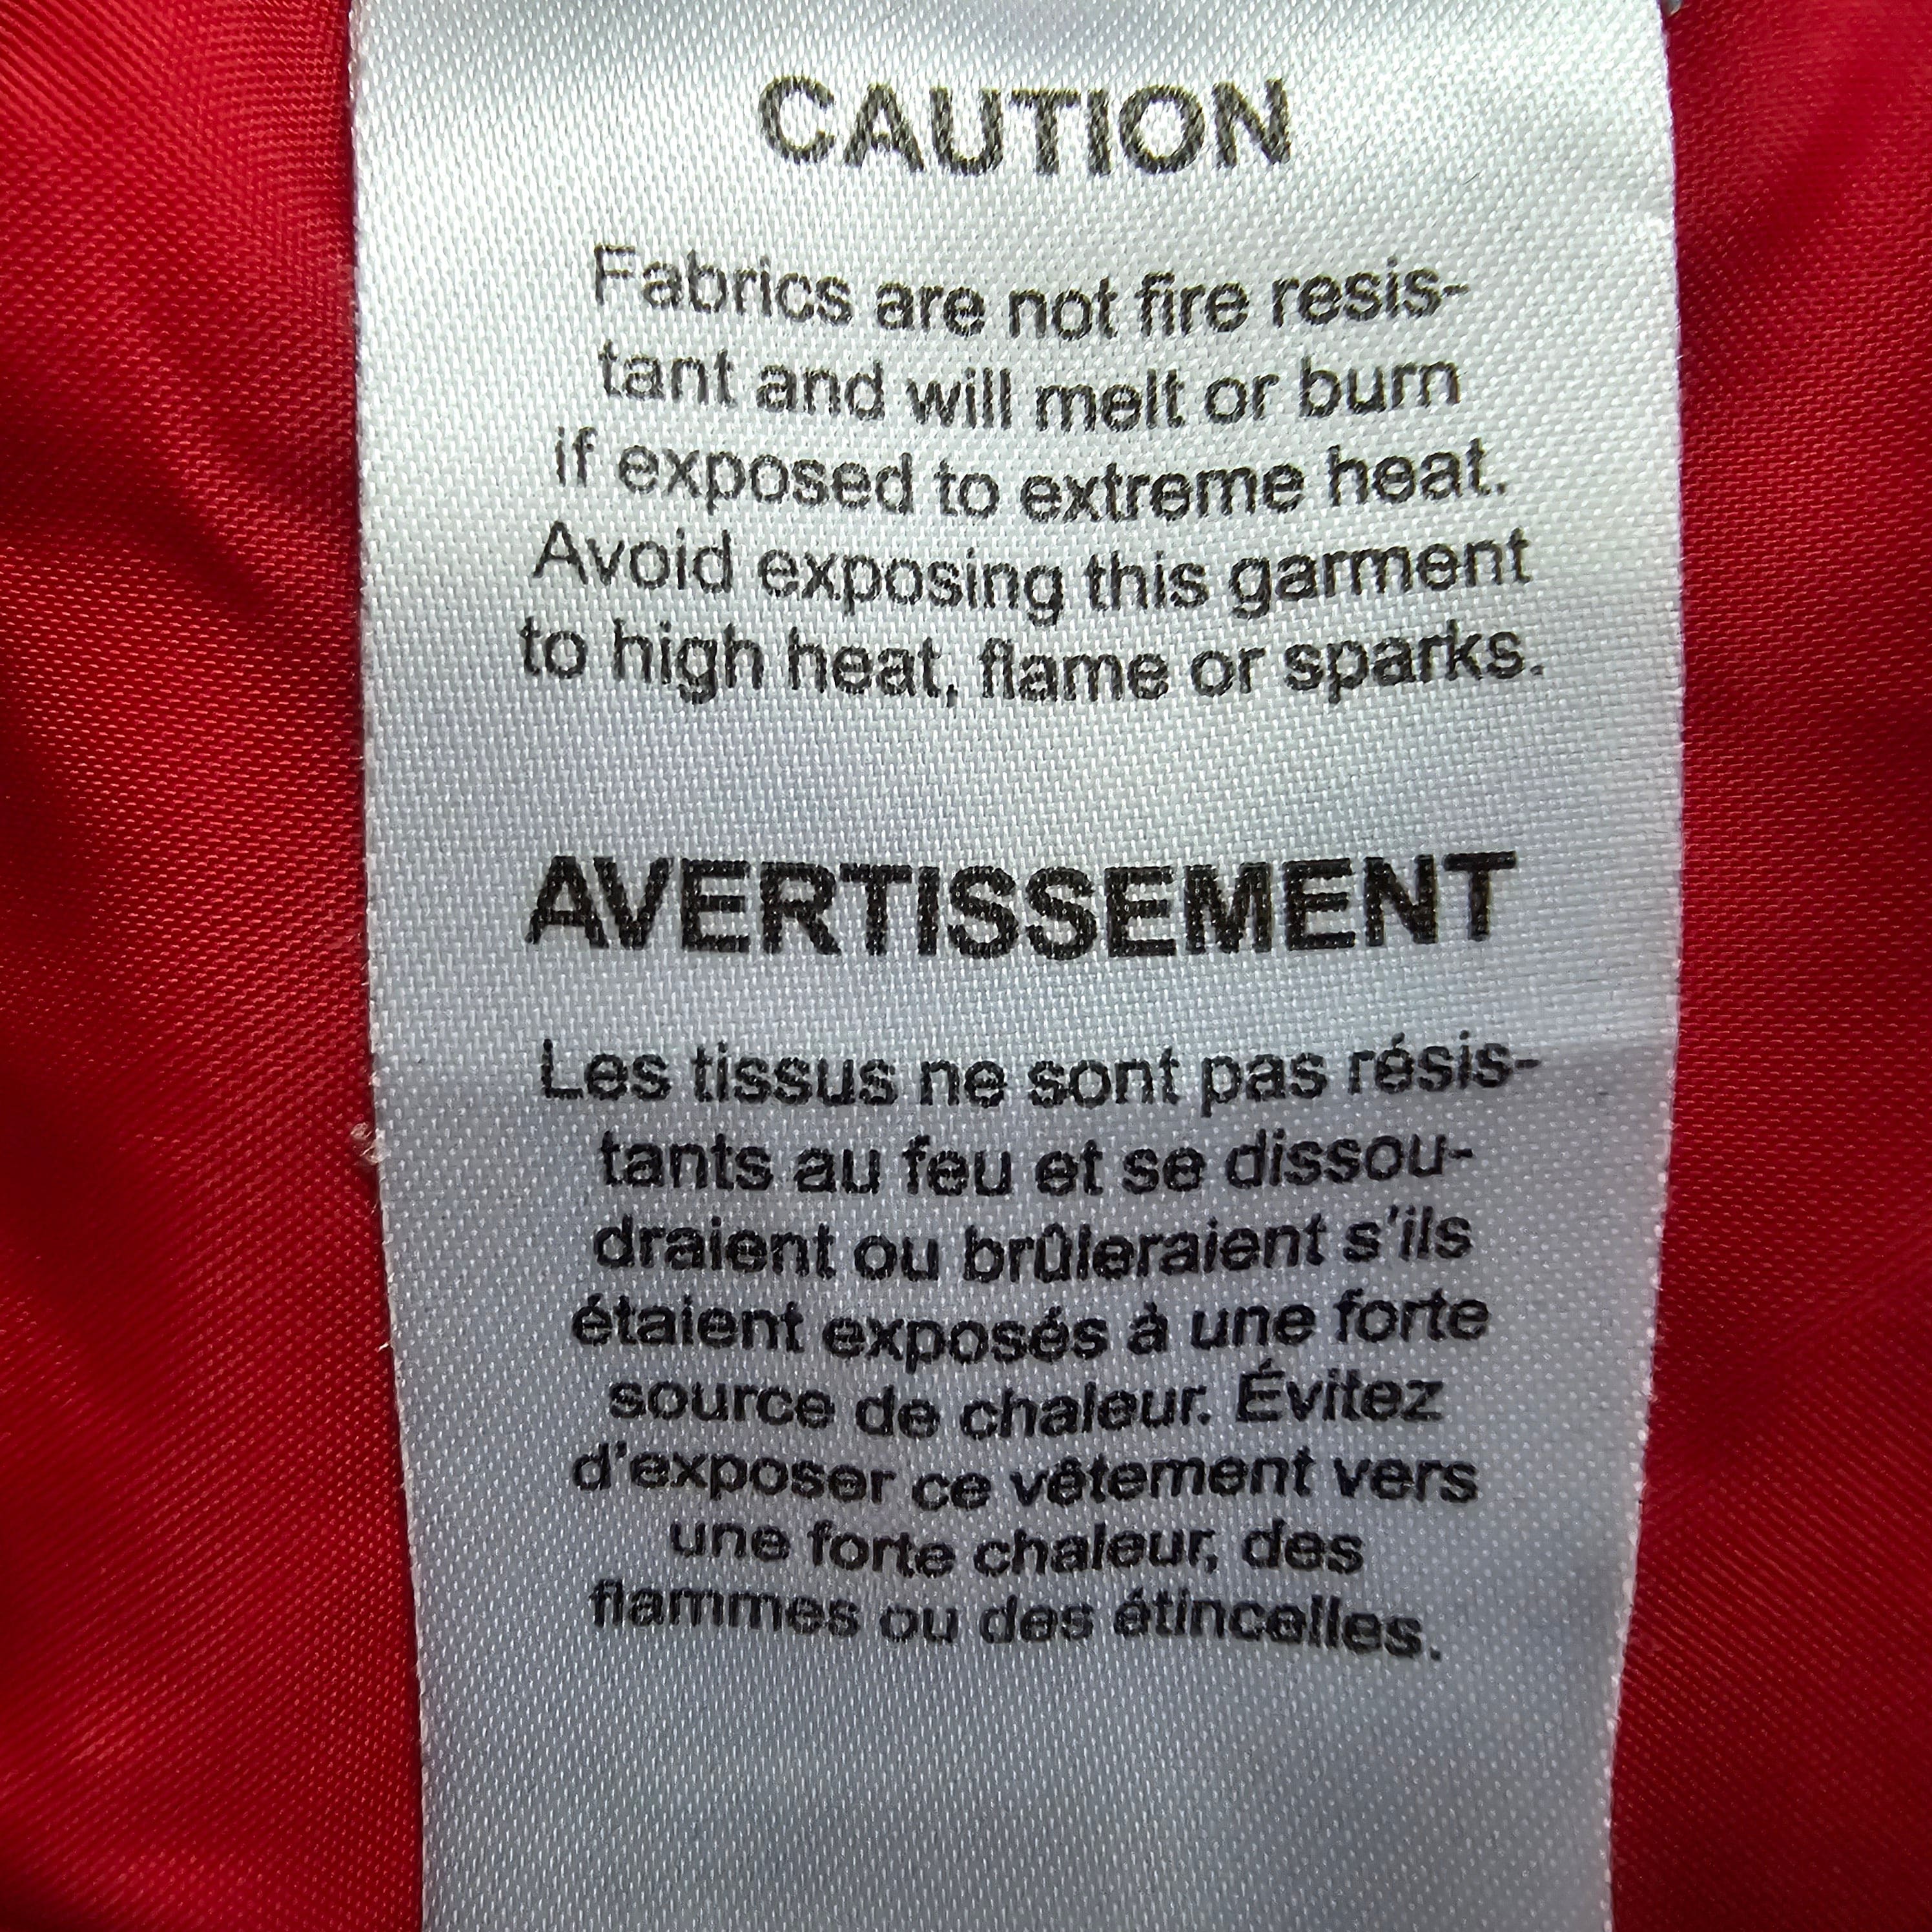 CAUTION
Fabrics are not fire resis-
tant and will melt or burn
if exposed to extreme heat.
Avoid exposing this garment
to high heat, flame or sparks.
AVERTISSEMENT
Les tissus ne sont pas résis-
tants au feu et se dissou-
draient ou brûleraient s'ils
étaient exposés à une forte
source de chaleur. Évitez
d'exposer ce vêtement vers
une forte chaleur, des
flammes ou des étincelles.